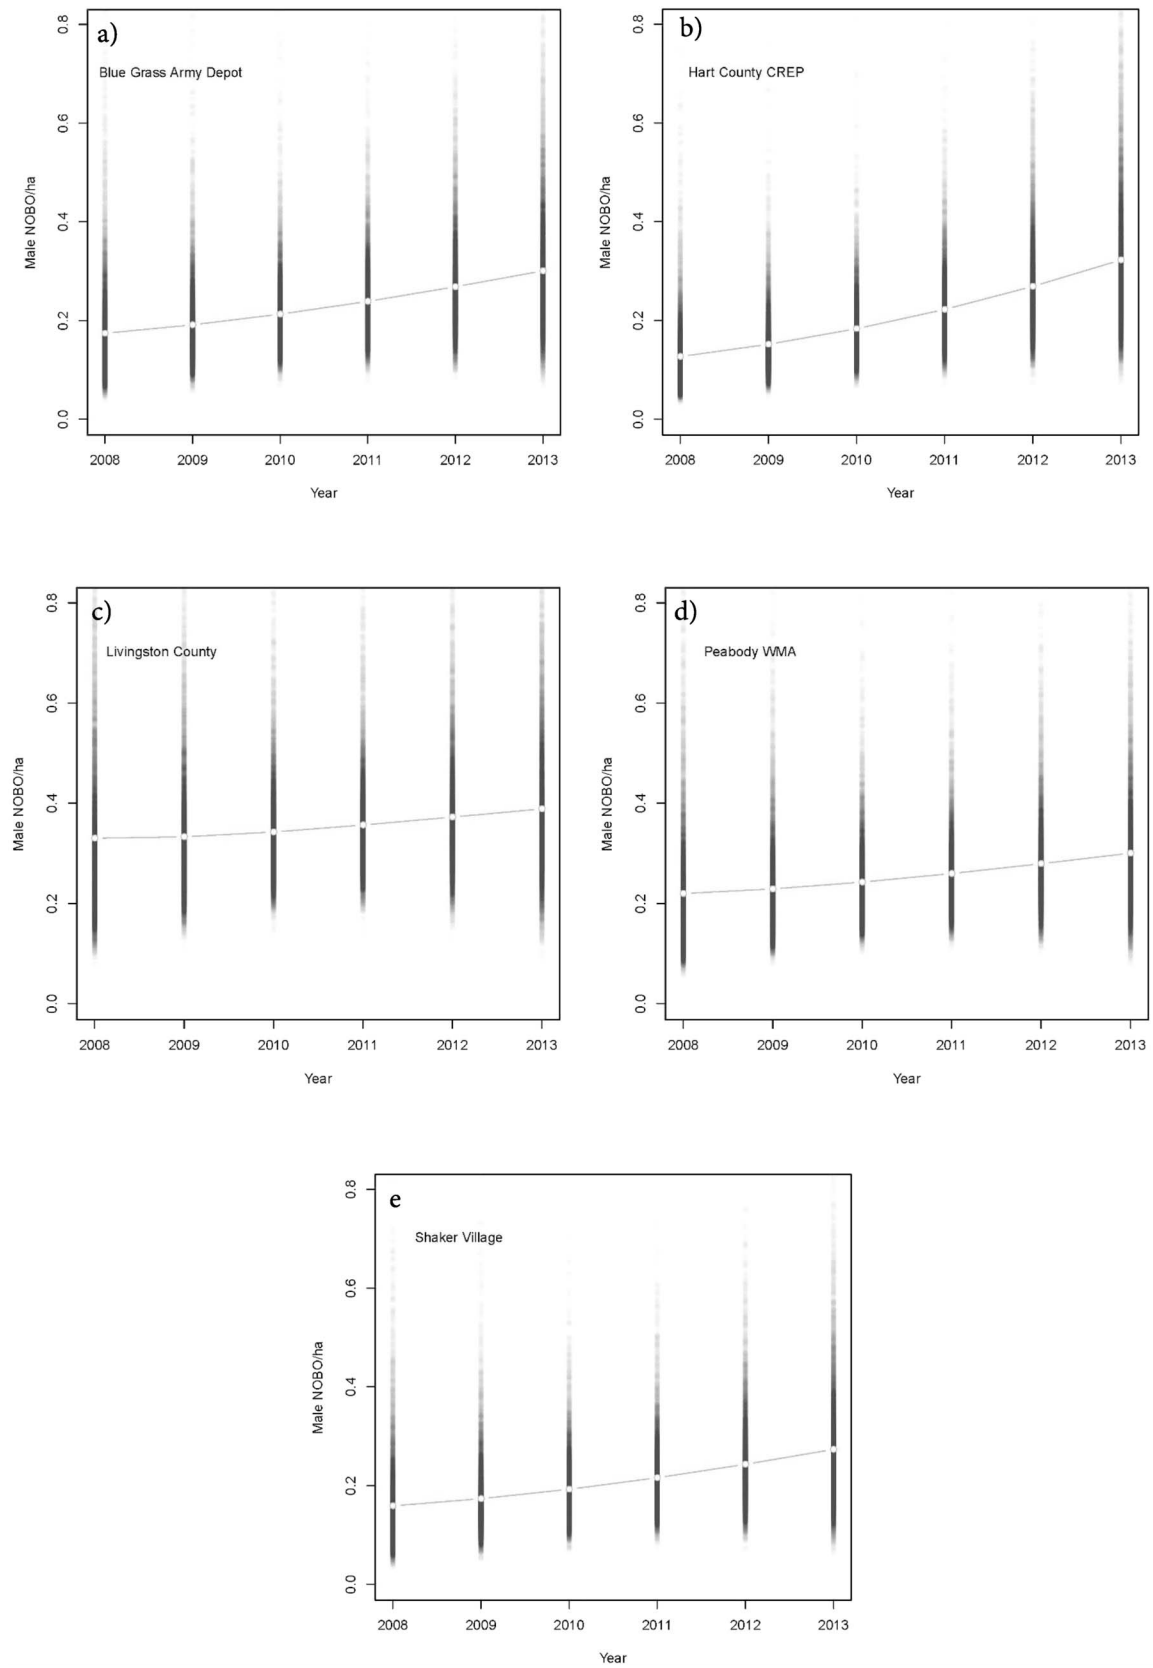 a)
Blue Grass Army Depot
Male NOBO/ha
0.8
0.6
0.4
0.2
0.0
2008 2009 2010 2011 2012 2013
Year
b)
Hart County CREP
Male NOBO/ha
0.8
0.6
0.4
0.2
0.0
2008 2009 2010 2011 2012 2013
Year
c)
Livingston County
Male NOBO/ha
0.8
0.6
0.4
0.2
0.0
2008 2009 2010 2011 2012 2013
Year
d)
Peabody WMA
Male NOBO/ha
0.8
0.6
0.4
0.2
0.0
2008 2009 2010 2011 2012 2013
Year
e
Shaker Village
Male NOBO/ha
0.8
0.6
0.4
0.2
0.0
2008 2009 2010 2011 2012 2013
Year